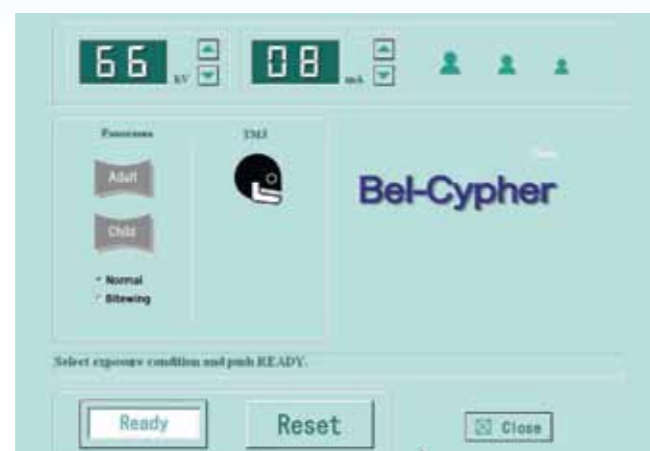 66 kV 08 mA
Panorama TMJ
Adult
Child
Normal
Bitewing
Bel-Cypher
Select exposure condition and push READY.
Ready Reset Close